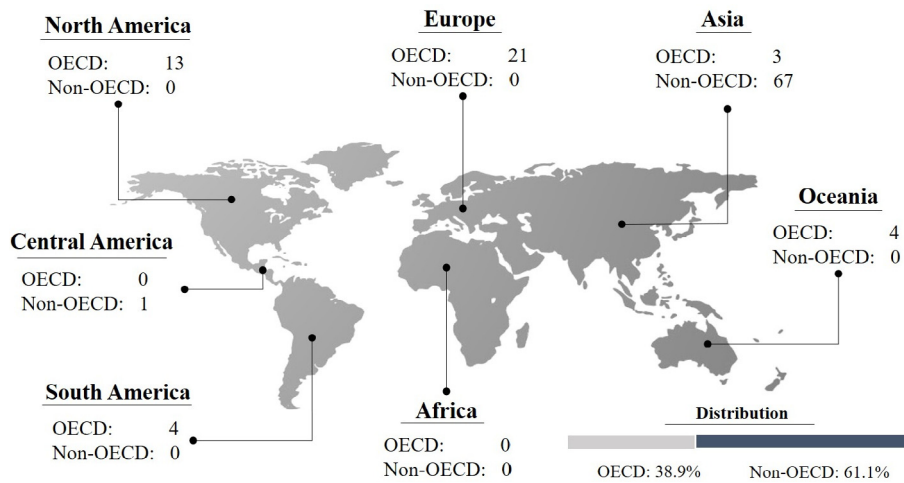 North America
OECD: 13
Non-OECD: 0
Europe
OECD: 21
Non-OECD: 0
Asia
OECD: 3
Non-OECD: 67
Oceania
OECD: 4
Non-OECD: 0
Central America
OECD: 0
Non-OECD: 1
South America
OECD: 4
Non-OECD: 0
Africa
OECD: 0
Non-OECD: 0
Distribution
OECD: 38.9%
Non-OECD: 61.1%